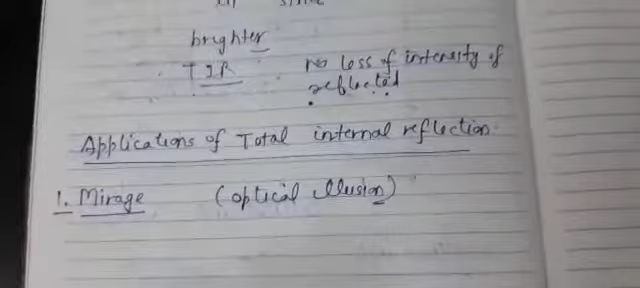 brighter
TIR no loss of intensity of
reflected
Applications of Total internal reflection.
1. Mirage (optical illusion)